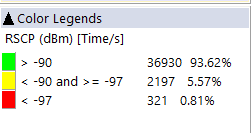 Color Legends
RSCP (dBm) [Time/s]
> -90 36930 93.62%
< -90 and >= -97 2197 5.57%
< -97 321 0.81%